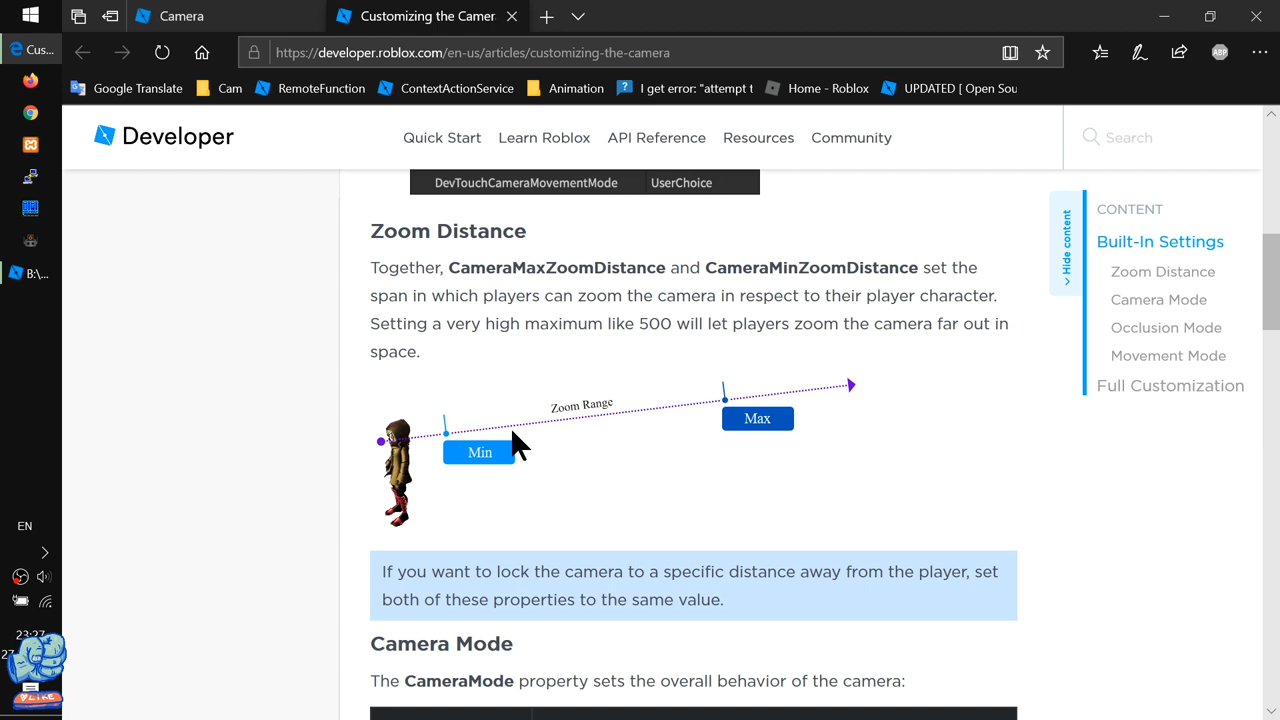 Camera
Customizing the Camer
Cus...
https://developer.roblox.com/en-us/articles/customizing-the-camera
ABP
Google Translate
Cam
RemoteFunction
ContextActionService
Animation
I get error: "attempt t
Home - Roblox
UPDATED [ Open Sou
Developer
Quick Start
Learn Roblox
API Reference
Resources
Community
Search
DevTouchCameraMovementMode
UserChoice
Zoom Distance
Together, CameraMaxZoomDistance and CameraMinZoomDistance set the
span in which players can zoom the camera in respect to their player character.
Setting a very high maximum like 500 will let players zoom the camera far out in
space.
Zoom Range
Max
Min
If you want to lock the camera to a specific distance away from the player, set
both of these properties to the same value.
Camera Mode
The CameraMode property sets the overall behavior of the camera:
Hide content
CONTENT
Built-In Settings
Zoom Distance
Camera Mode
Occlusion Mode
Movement Mode
Full Customization
B:\...
EN
23:27
27
LIKE